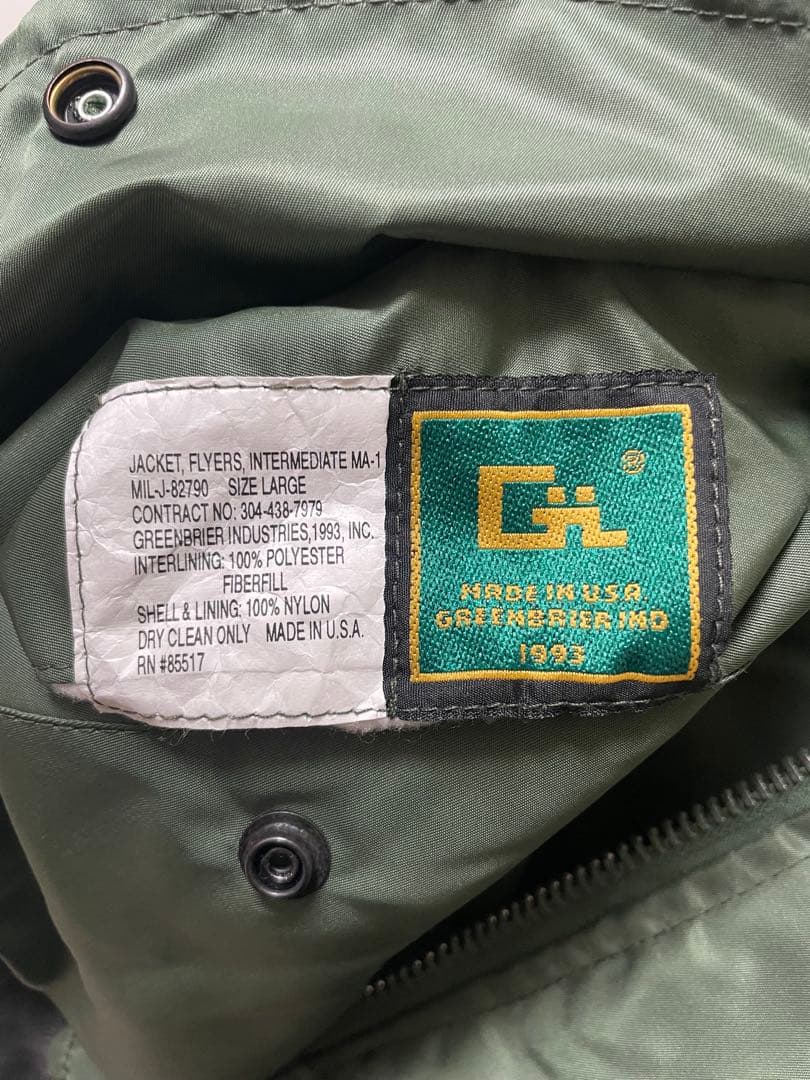 JACKET, FLYERS, INTERMEDIATE MA-1
MIL-J-82790 SIZE LARGE
CONTRACT NO: 304-438-7979
GREENBRIER INDUSTRIES,1993, INC.
INTERLINING: 100% POLYESTER
FIBERFILL
SHELL & LINING: 100% NYLON
DRY CLEAN ONLY MADE IN U.S.A.
RN #85517
Gii ®
MADE IN U.S.A.
GREENBRIER IND
1993